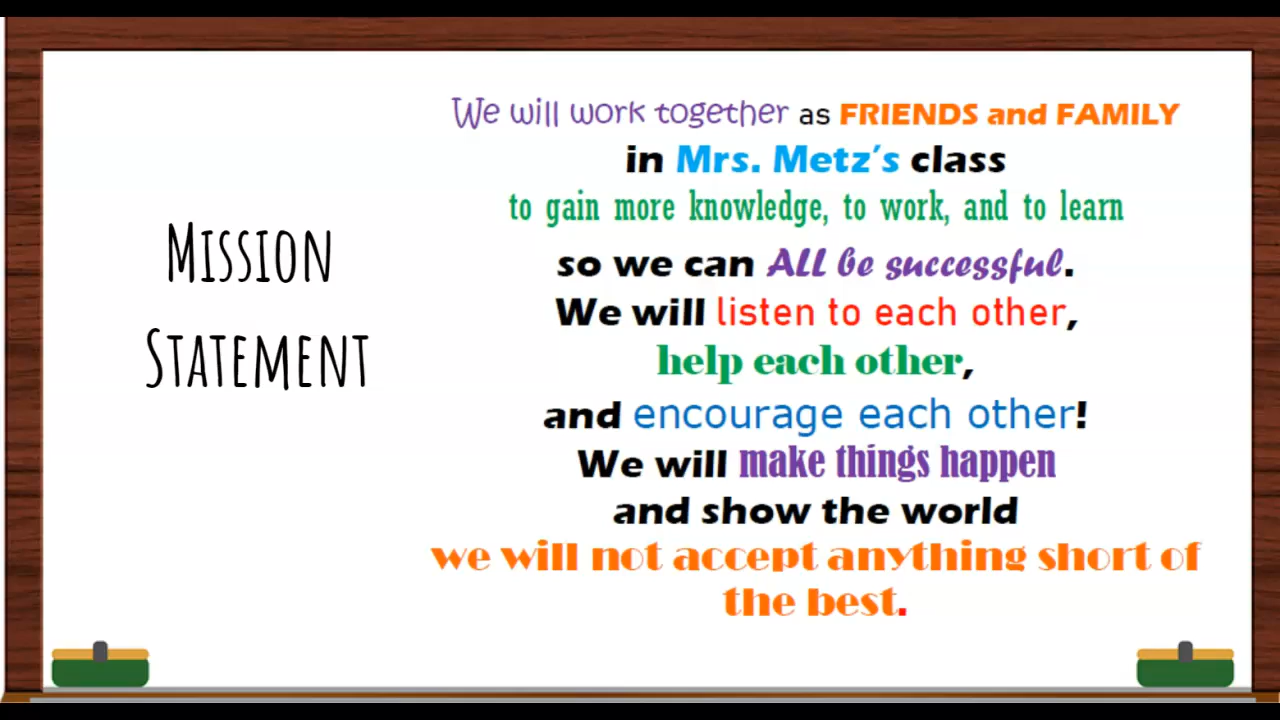 Mission
Statement
We will work together as FRIENDS and FAMILY
in Mrs. Metz's class
to gain more knowledge, to work, and to learn
so we can ALL be successful.
We will listen to each other,
help each other,
and encourage each other!
We will make things happen
and show the world
we will not accept anything short of
the best.